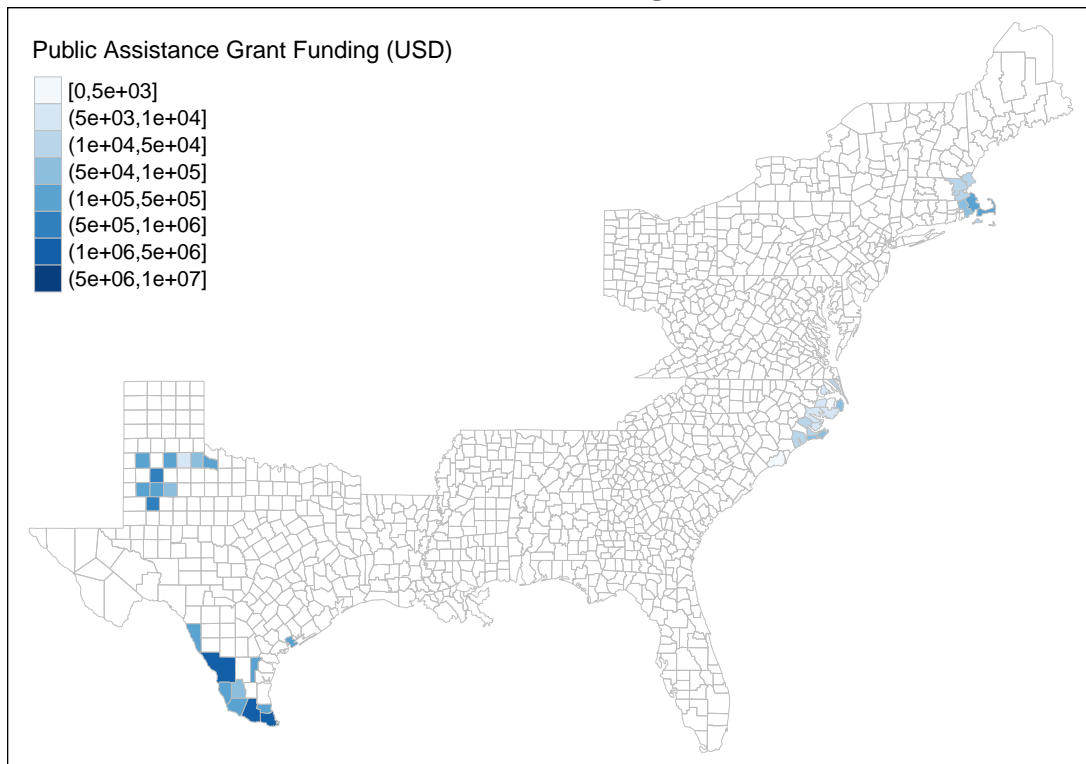 Public Assistance Grant Funding (USD)
[0,5e+03]
(5e+03,1e+04]
(1e+04,5e+04]
(5e+04,1e+05]
(1e+05,5e+05]
(5e+05,1e+06]
(1e+06,5e+06]
(5e+06,1e+07]